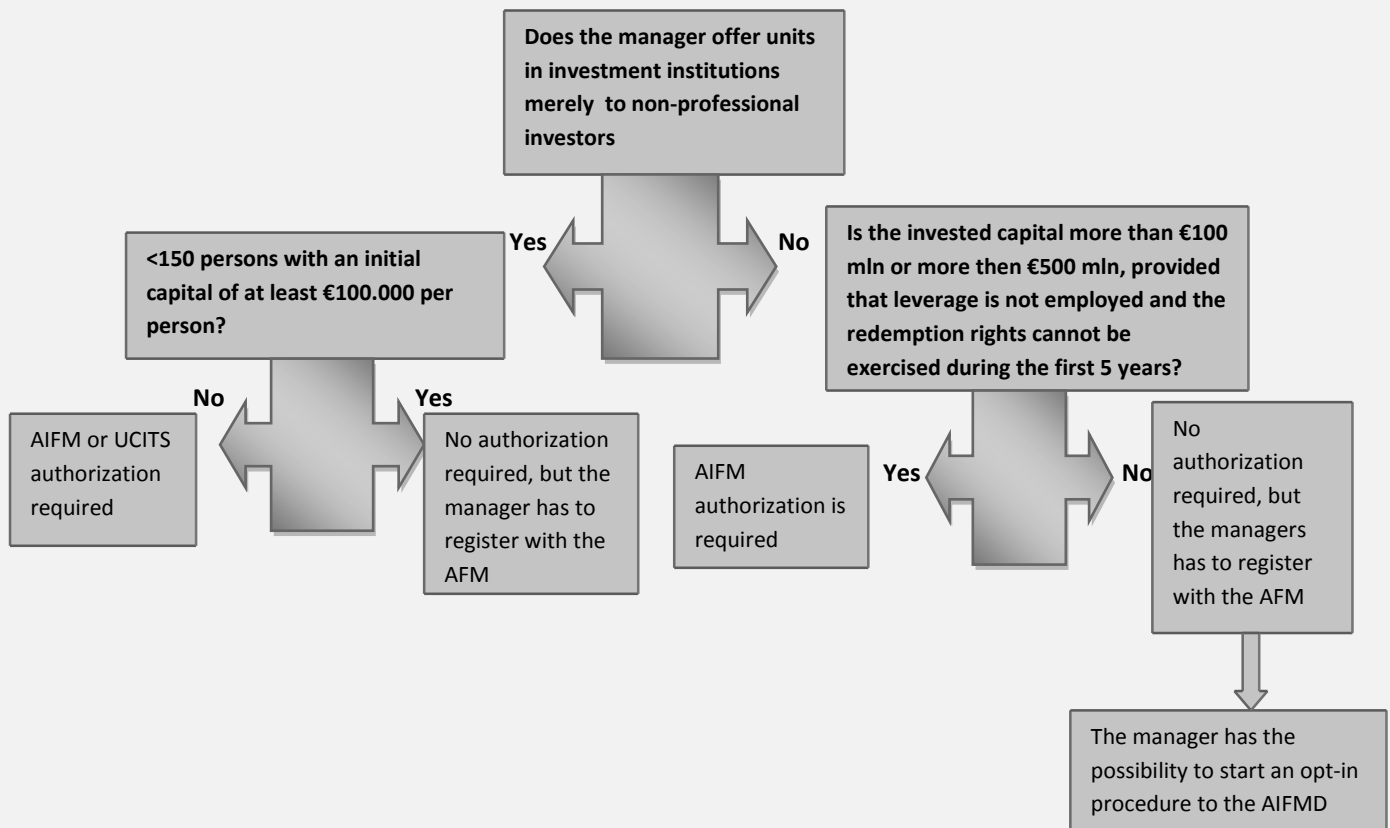 Does the manager offer units
in investment institutions
merely to non-professional
investors
Yes
No
<150 persons with an initial
capital of at least €100.000 per
person?
Is the invested capital more than €100
mln or more then €500 mln, provided
that leverage is not employed and the
redemption rights cannot be
exercised during the first 5 years?
No
Yes
AIFM or UCITS
authorization
required
No authorization
required, but the
manager has to
register with the
AFM
Yes
No
AIFM
authorization is
required
No
authorization
required, but
the managers
has to register
with the AFM
The manager has the
possibility to start an opt-in
procedure to the AIFMD